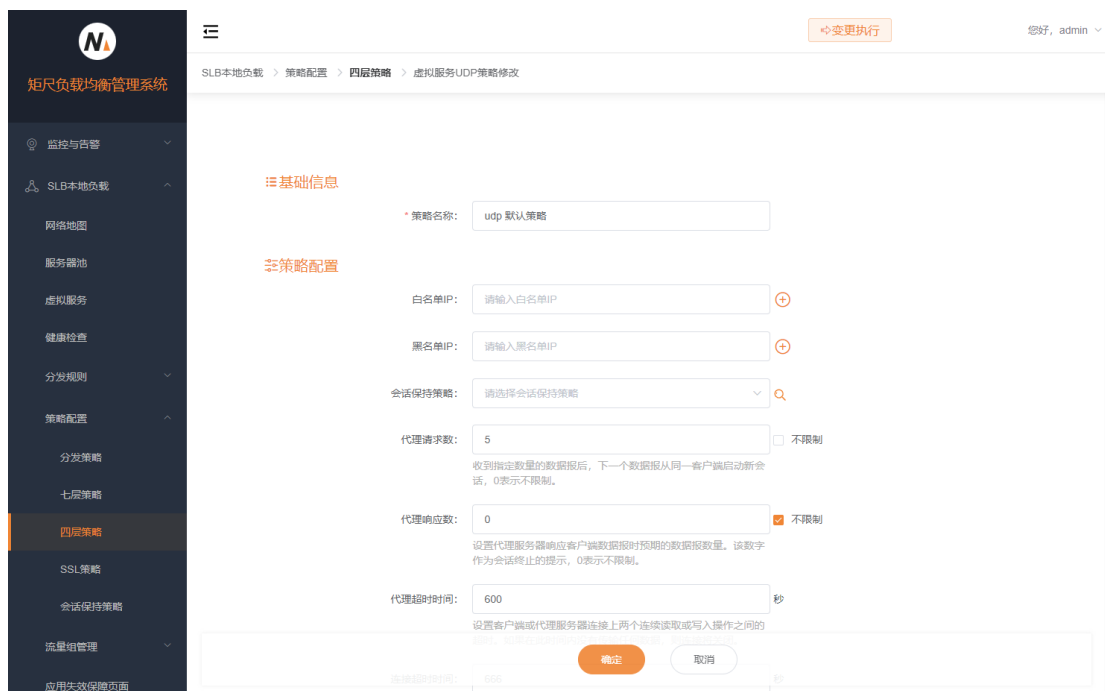 矩尺负载均衡管理系统
变更执行
您好，admin
SLB本地负载 > 策略配置 > 四层策略 > 虚拟服务UDP策略修改
监控与告警
SLB本地负载
网络地图
服务器池
虚拟服务
健康检查
分发规则
策略配置
分发策略
七层策略
四层策略
SSL策略
会话保持策略
流量组管理
应用失效保障页面
基础信息
* 策略名称： udp 默认策略
策略配置
白名单IP： 请输入白名单IP
黑名单IP： 请输入黑名单IP
会话保持策略： 请选择会话保持策略
代理请求数： 5 不限制
收到指定数量的数据报后，下一个数据报从同一客户端启动新会
话，0表示不限制。
代理响应数： 0 不限制
设置代理服务器响应客户端数据报时预期的数据报数量。该数字
作为会话终止的提示，0表示不限制。
代理超时时间： 600 秒
设置客户端或代理服务器连接上两个连续读取或写入操作之间的
确定 取消
秒